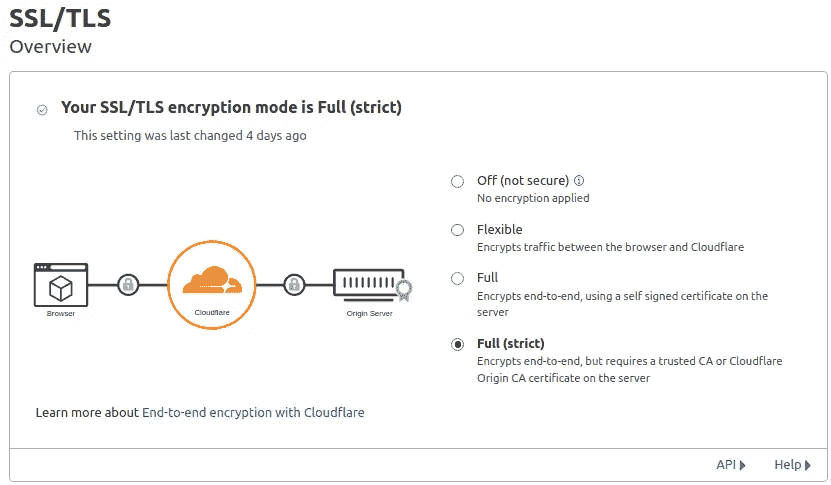 SSL/TLS
Overview
Your SSL/TLS encryption mode is Full (strict)
This setting was last changed 4 days ago
Browser
Cloudflare
Origin Server
Off (not secure)
No encryption applied
Flexible
Encrypts traffic between the browser and Cloudflare
Full
Encrypts end-to-end, using a self signed certificate on the
server
Full (strict)
Encrypts end-to-end, but requires a trusted CA or Cloudflare
Origin CA certificate on the server
Learn more about End-to-end encryption with Cloudflare
API
Help